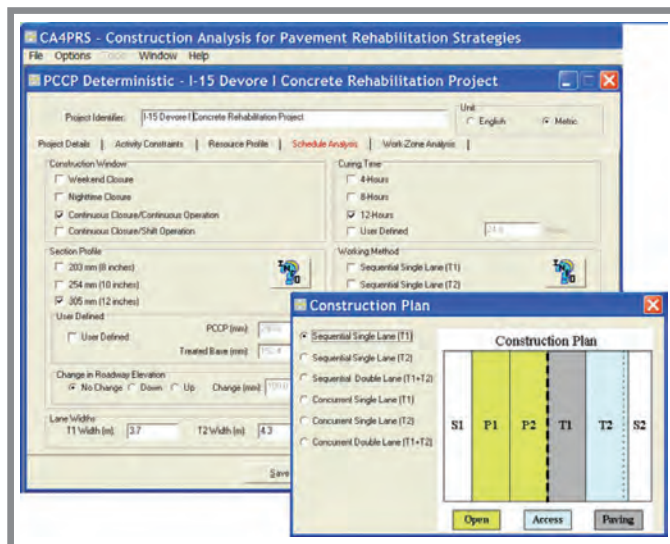 CA4PRS - Construction Analysis for Pavement Rehabilitation Strategies
File Options Tools Window Help
PCCP Deterministic - I-15 Devore I Concrete Rehabilitation Project
Project Identifier: I-15 Devore I Concrete Rehabilitation Project
Unit
English Metric
Project Details Activity Constraints Resource Profile Schedule Analysis Work Zone Analysis
Construction Window
Weekend Closure
Nighttime Closure
Continuous Closure/Continuous Operation
Continuous Closure/Shift Operation
Curing Time
4-Hours
8-Hours
12-Hours
User Defined 24.0
Section Profile
203 mm (8 inches)
254 mm (10 inches)
305 mm (12 inches)
User Defined
User Defined
PCCP (mm):
Treated Base (mm):
Working Method
Sequential Single Lane (T1)
Sequential Single Lane (T2)
INFO
INFO
Change in Roadway Elevation
No Change Down Up Change (mm):
Lane Widths
T1 Width (m): 3.7 T2 Width (m): 4.3
Save
Construction Plan
Sequential Single Lane (T1)
Sequential Single Lane (T2)
Sequential Double Lane (T1+T2)
Concurrent Single Lane (T1)
Concurrent Single Lane (T2)
Concurrent Double Lane (T1+T2)
Construction Plan
S1 P1 P2 T1 T2 S2
Open Access Paving